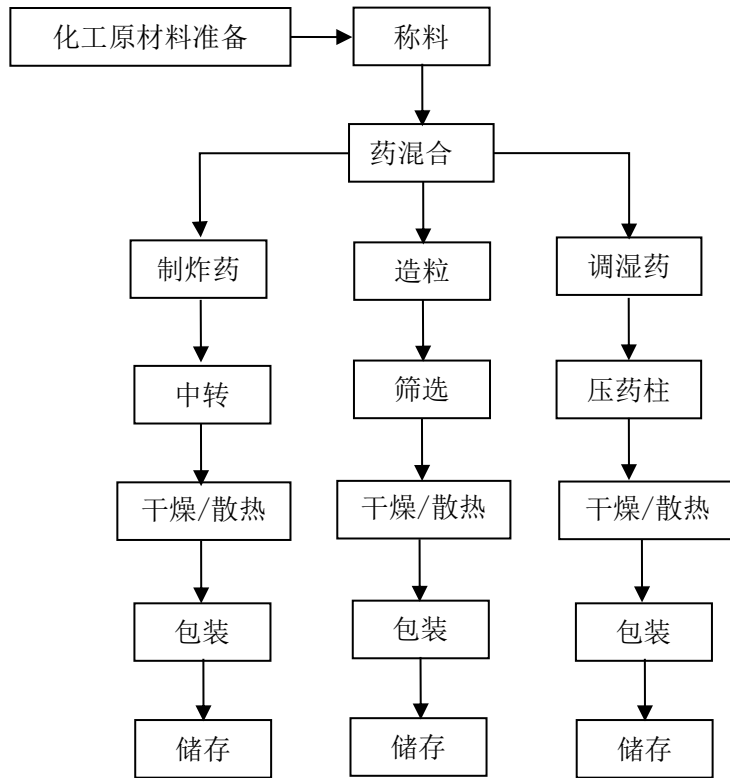 化工原材料准备
称料
药混合
制炸药
造粒
调湿药
中转
筛选
压药柱
干燥/散热
干燥/散热
干燥/散热
包装
包装
包装
储存
储存
储存